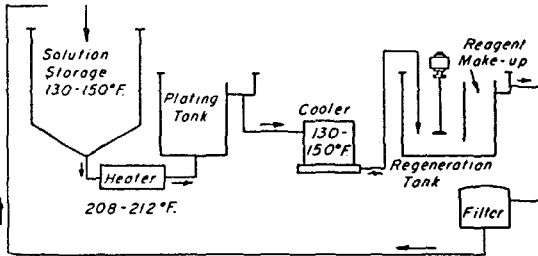 Solution
Storage
130-150°F.
Plating
Tank
Heater
208-212°F.
Cooler
130-
150°F.
Reagent
Make-up
Regeneration
Tank
Filter